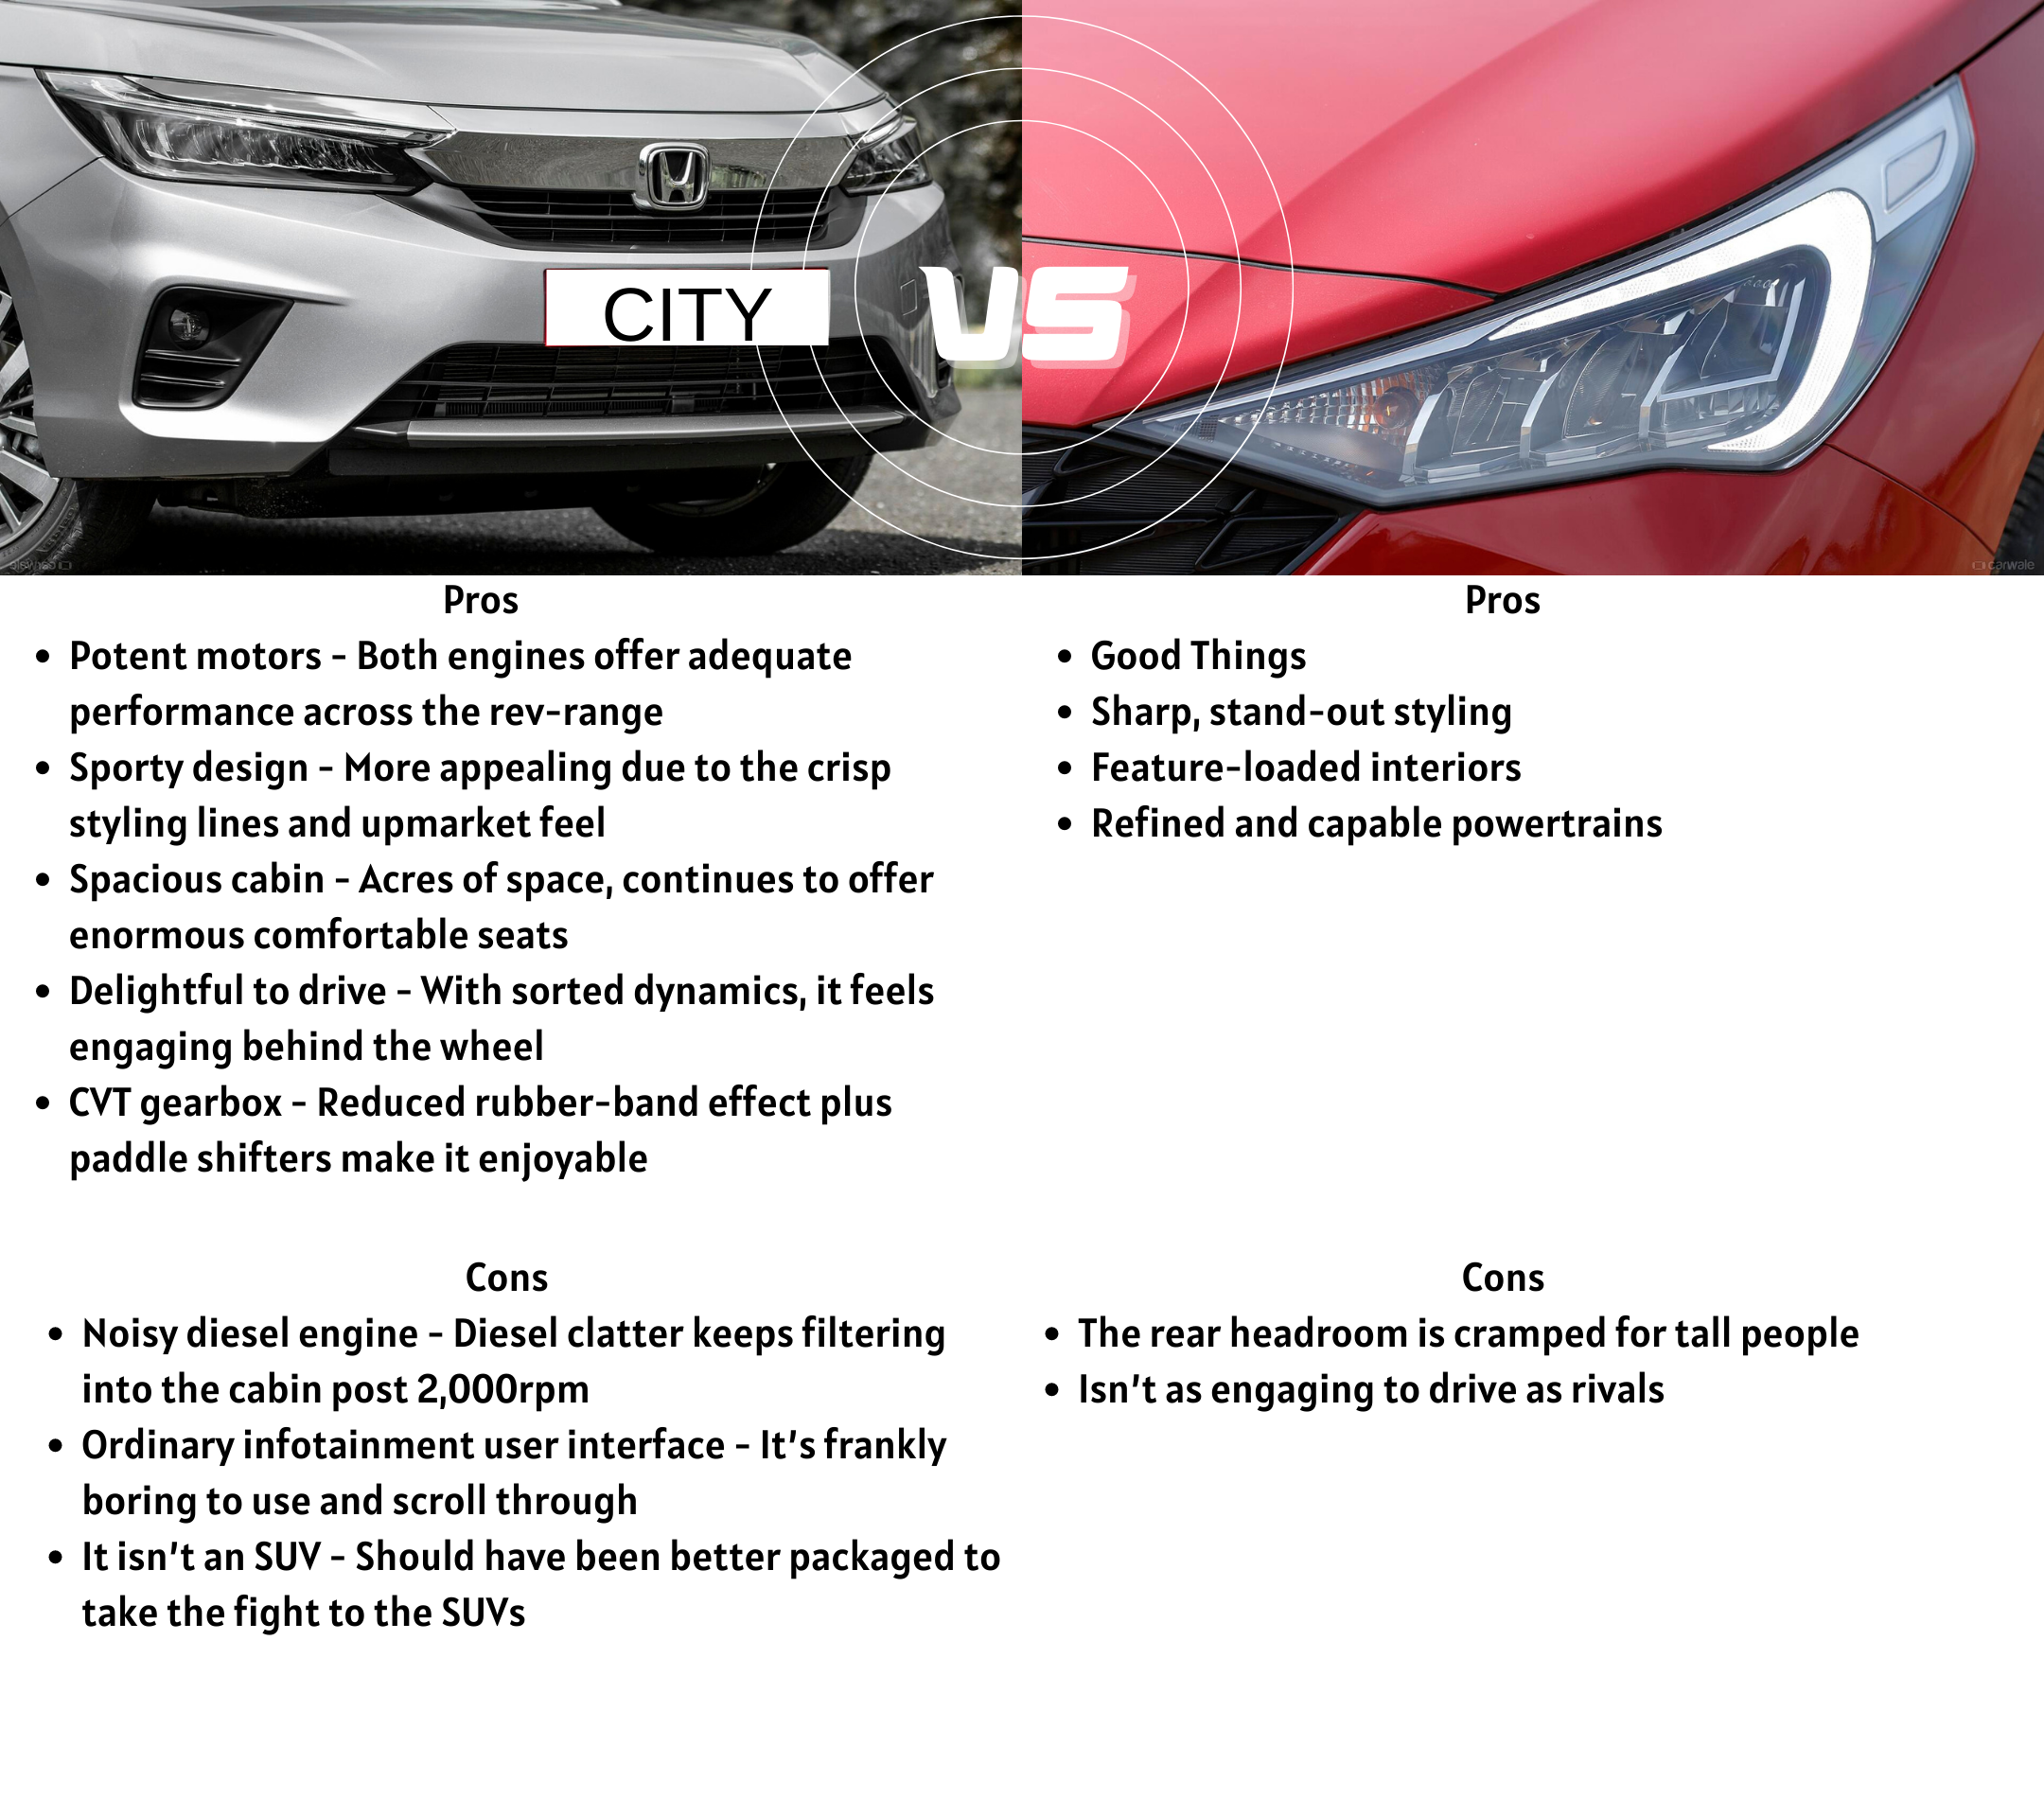 CITY
VS
carwale
carwale
Pros
Potent motors - Both engines offer adequate
performance across the rev-range
Sporty design - More appealing due to the crisp
styling lines and upmarket feel
Spacious cabin - Acres of space, continues to offer
enormous comfortable seats
Delightful to drive - With sorted dynamics, it feels
engaging behind the wheel
CVT gearbox - Reduced rubber-band effect plus
paddle shifters make it enjoyable
Cons
Noisy diesel engine - Diesel clatter keeps filtering
into the cabin post 2,000rpm
Ordinary infotainment user interface - It's frankly
boring to use and scroll through
It isn't an SUV - Should have been better packaged to
take the fight to the SUVs
Pros
Good Things
Sharp, stand-out styling
Feature-loaded interiors
Refined and capable powertrains
Cons
The rear headroom is cramped for tall people
Isn't as engaging to drive as rivals